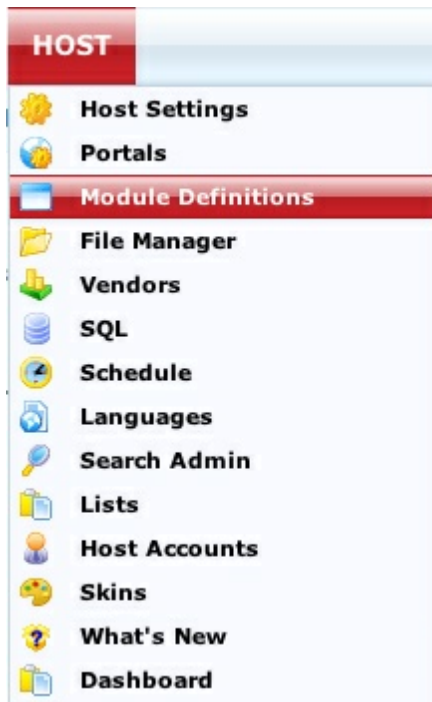 HOST
Host Settings
Portals
Module Definitions
File Manager
Vendors
SQL
Schedule
Languages
Search Admin
Lists
Host Accounts
Skins
What's New
Dashboard